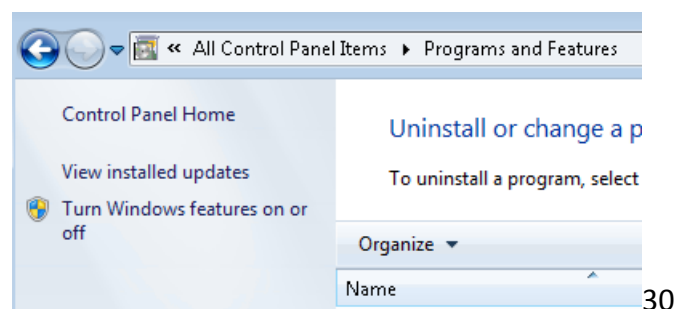 « All Control Panel Items ▸ Programs and Features
Control Panel Home
View installed updates
Turn Windows features on or
off
Uninstall or change a p
To uninstall a program, select
Organize
Name
30